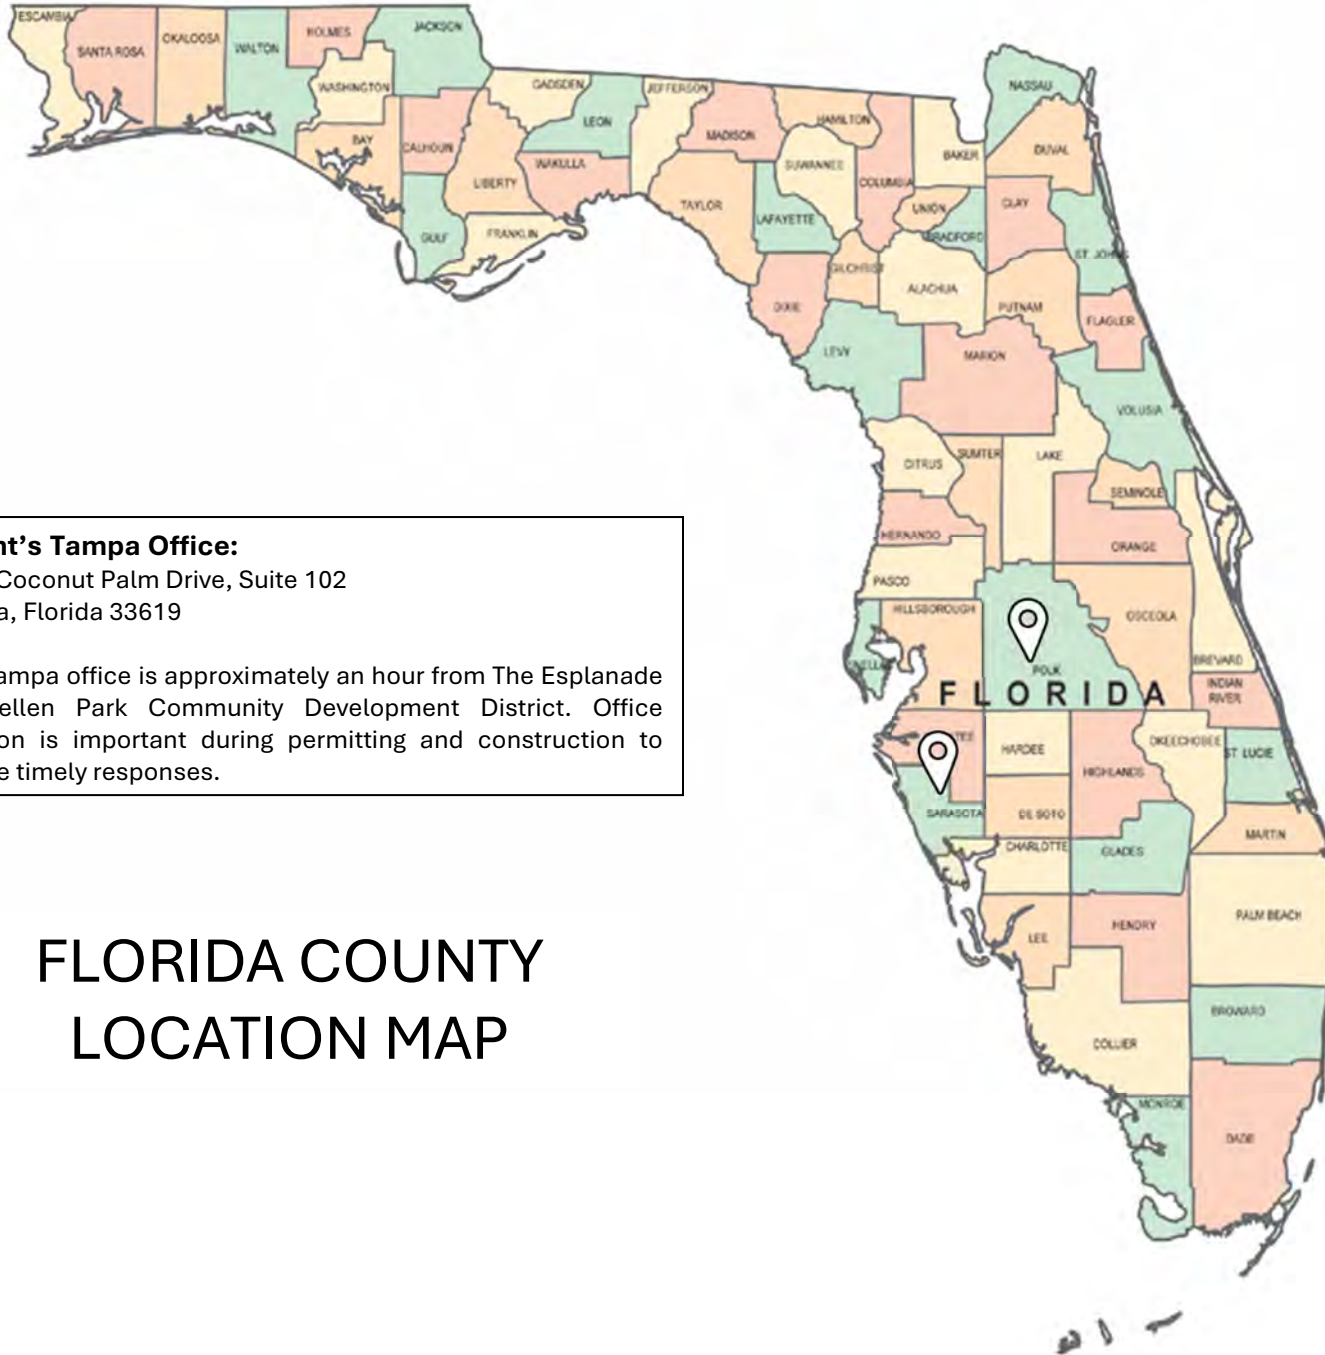 ESCAMBIA
SANTA ROSA
OKALOOSA
WALTON
HOLMES
JACKSON
WASHINGTON
BAY
CALHOUN
GULF
GADSDEN
LIBERTY
FRANKLIN
LEON
WAKULLA
JEFFERSON
MADISON
TAYLOR
HAMILTON
SUWANNEE
LAFAYETTE
DIXIE
COLUMBIA
GILCHRIST
BAKER
UNION
BRADFORD
ALACHUA
LEVY
NASSAU
DUVAL
CLAY
ST. JOHNS
PUTNAM
FLAGLER
MARION
VOLUSIA
CITRUS
SUMTER
LAKE
SEMINOLE
HERNANDO
ORANGE
PASCO
HILLSBOROUGH
OSCEOLA
POLK
BREVARD
FLORIDA
INDIAN
RIVER
TEE
HARDEE
HIGHLANDS
OKEECHOBEE
ST LUCIE
SARASOTA
DE SOTO
MARTIN
CHARLOTTE
GLADES
LEE
HENDRY
PALM BEACH
COLLIER
BROWARD
MONROE
DADE
nt's Tampa Office:
Coconut Palm Drive, Suite 102
a, Florida 33619
ampa office is approximately an hour from The Esplanade
ellen Park Community Development District. Office
on is important during permitting and construction to
e timely responses.
FLORIDA COUNTY
LOCATION MAP